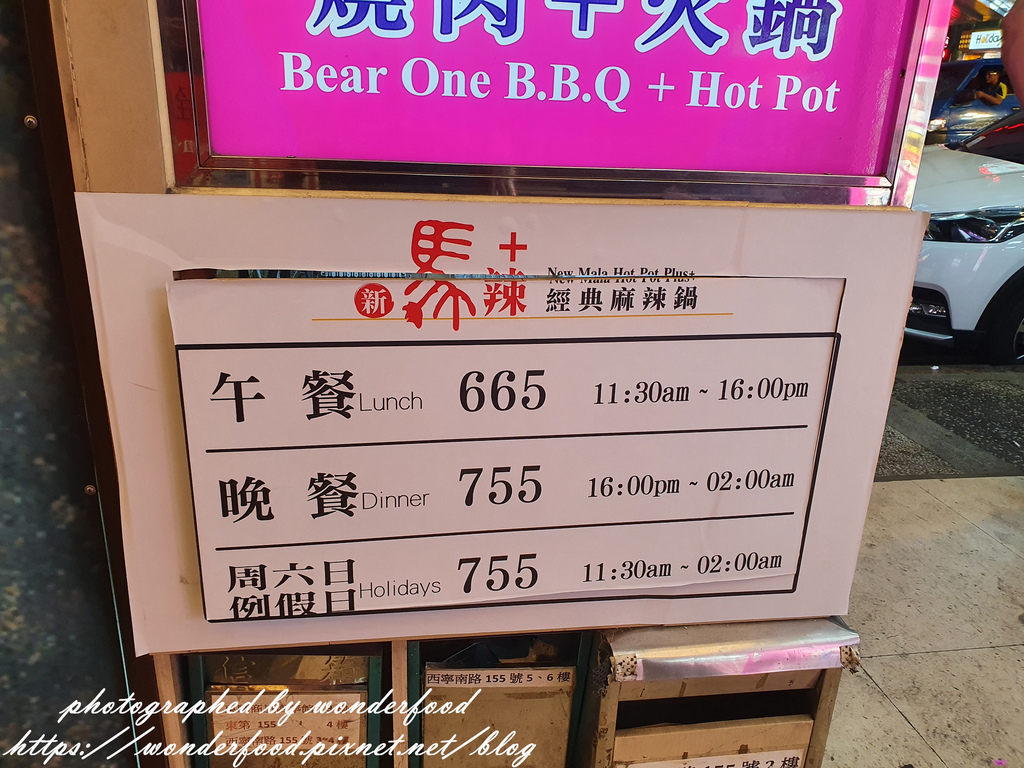 燒肉+火鍋
Bear One B.B.Q + Hot Pot
Holiday
馬+
新 辣 New Mala Hot Pot Plus+
經典麻辣鍋
午餐 Lunch 665 11:30am ~ 16:00pm
晚餐 Dinner 755 16:00pm ~ 02:00am
周六日
例假日 Holidays 755 11:30am ~ 02:00am
西寧南路 155 號 5、6 樓
photographed by wonderfood
https://wonderfood.pixnet.net/blog